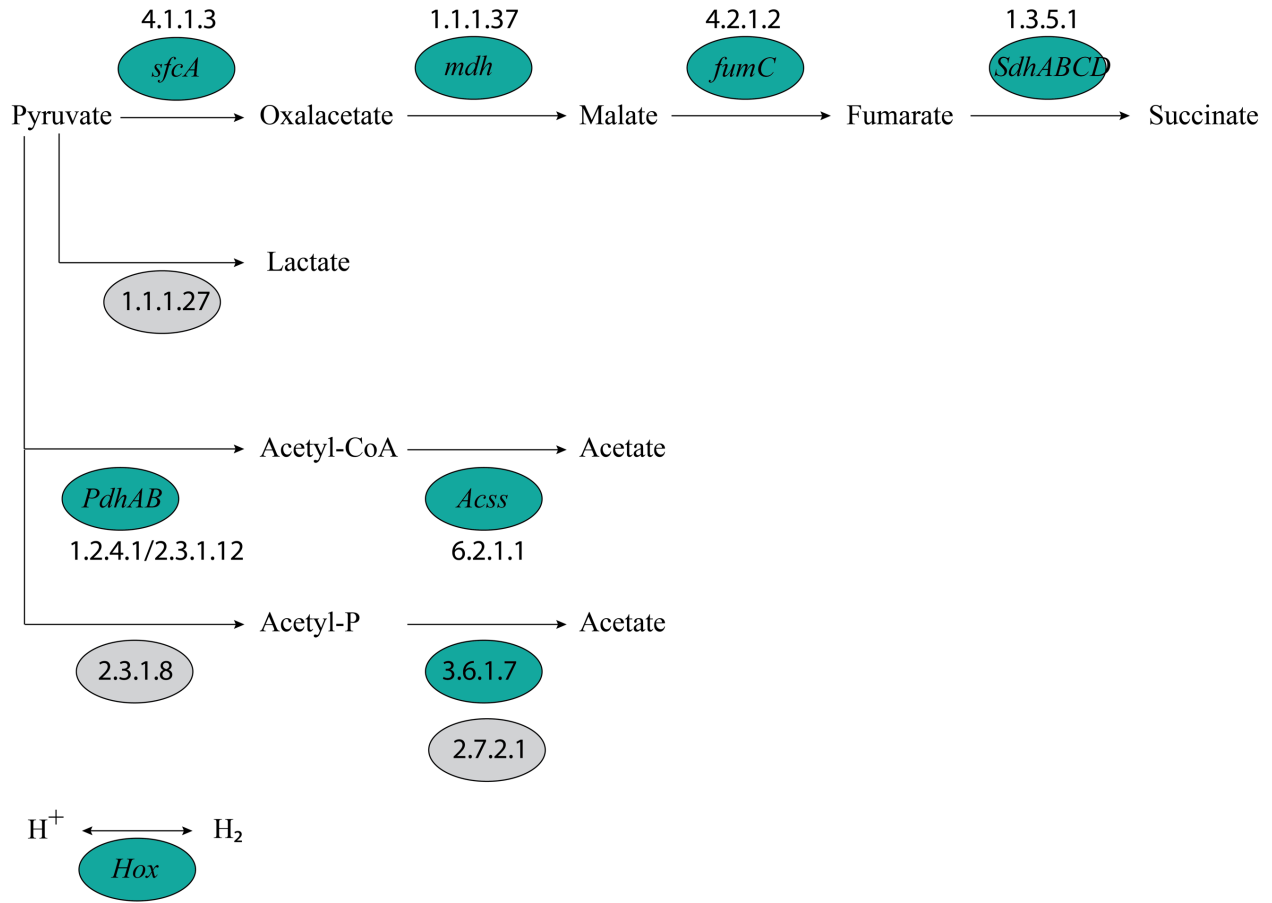 4.1.1.3 1.1.1.37 4.2.1.2 1.3.5.1
sfcA mdh fumC SdhABCD
Pyruvate Oxalacetate Malate Fumarate Succinate
Lactate
1.1.1.27
Acetyl-CoA Acetate
PdhAB Acss
1.2.4.1/2.3.1.12 6.2.1.1
Acetyl-P Acetate
2.3.1.8 3.6.1.7
2.7.2.1
H⁺ H₂
Hox